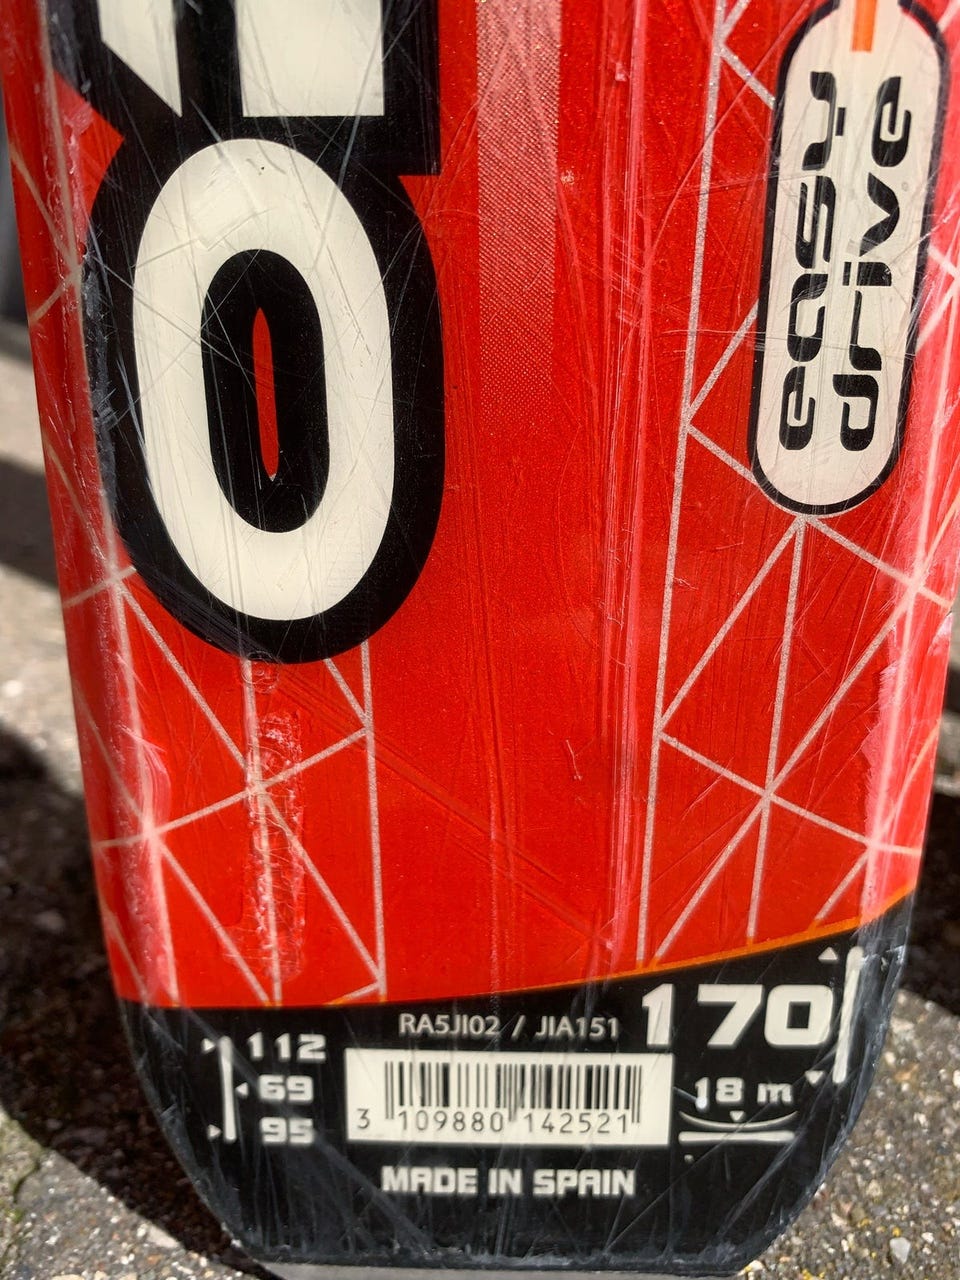 O
easy
drive
RA5JI02 / JIA151
170
112
69
95
18 m
3 109880 142521
MADE IN SPAIN